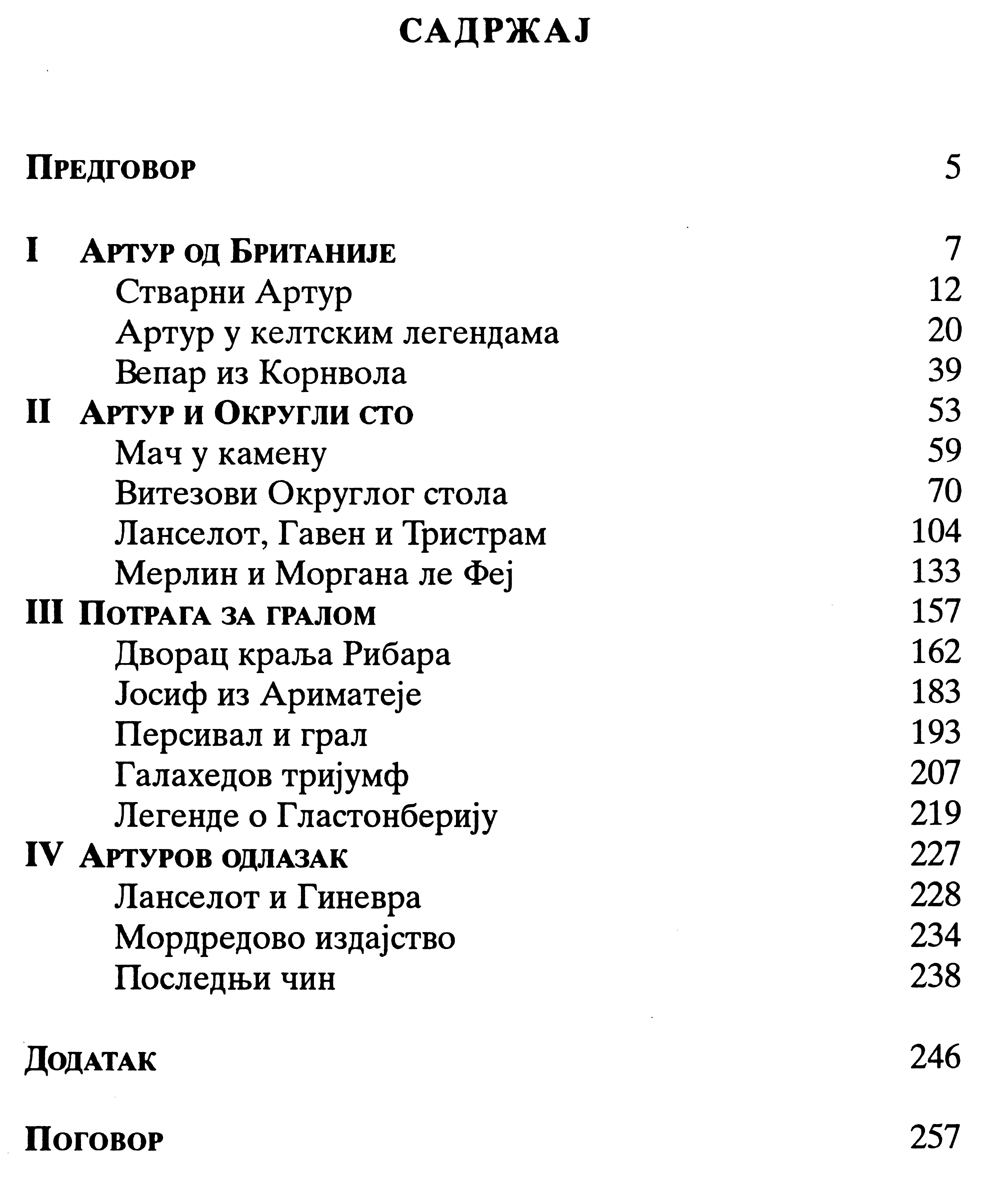 САДРЖАЈ
ПРЕДГОВОР 5
I АРТУР ОД БРИТАНИЈЕ 7
Стварни Артур 12
Артур у келтским легендама 20
Вепар из Корнвола 39
II АРТУР И ОКРУГЛИ СТО 53
Мач у камену 59
Витезови Округлог стола 70
Ланселот, Гавен и Тристрам 104
Мерлин и Моргана ле Феј 133
III ПОТРАГА ЗА ГРАЛОМ 157
Дворац краља Рибара 162
Јосиф из Ариматеје 183
Персивал и грал 193
Галахедов тријумф 207
Легенде о Гластонберију 219
IV АРТУРОВ ОДЛАЗАК 227
Ланселот и Гиневра 228
Мордредово издајство 234
Последњи чин 238
ДОДАТАК 246
ПОГОВОР 257